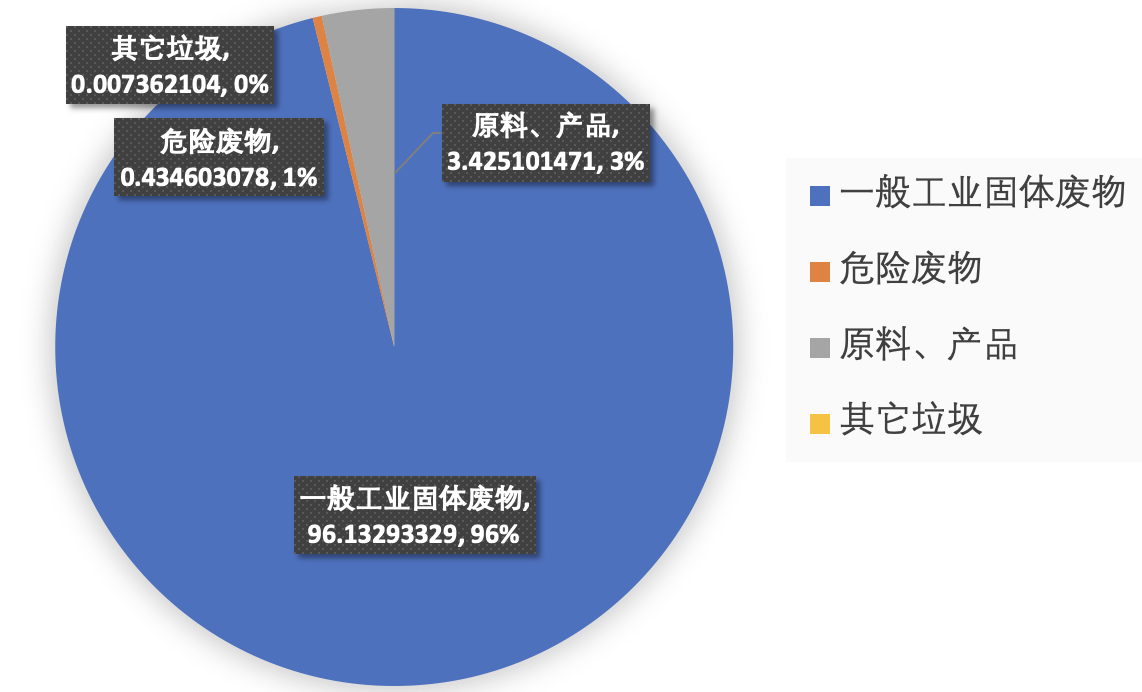 其它垃圾,
0.007362104, 0%
危险废物,
0.434603078, 1%
原料、产品,
3.425101471, 3%
一般工业固体废物,
96.13293329, 96%
一般工业固体废物
危险废物
原料、产品
其它垃圾